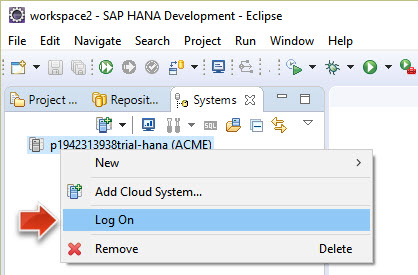 workspace2 - SAP HANA Development - Eclipse
File Edit Navigate Search Project Run Window Help
Project ... Reposit... Systems
SQL
p1942313938trial-hana (ACME)
New
Add Cloud System...
Log On
Remove Delete